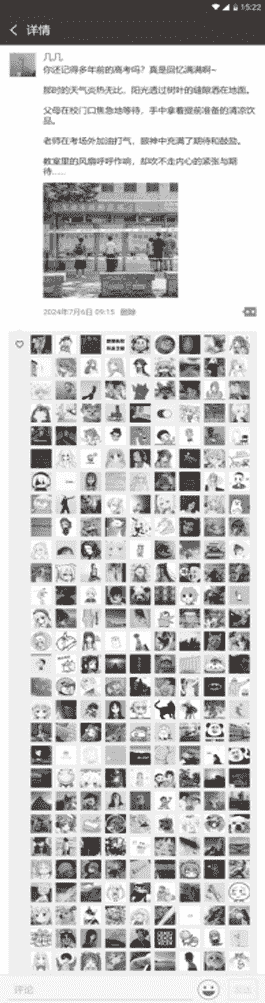 15:22
详情
几几
你还记得多年前的高考吗?真是回忆满满啊~
那时的天气炎热无比，阳光透过树叶的缝隙洒在地面。
父母在校门口焦急地等待，手中拿着提前准备的清凉饮
品。
老师在考场外加油打气，眼神中充满了期待和鼓励。
教室里的风扇呼呼作响，却吹不走内心的紧张与期
待……
2024年7月6日 09:15 删除
评论
发送